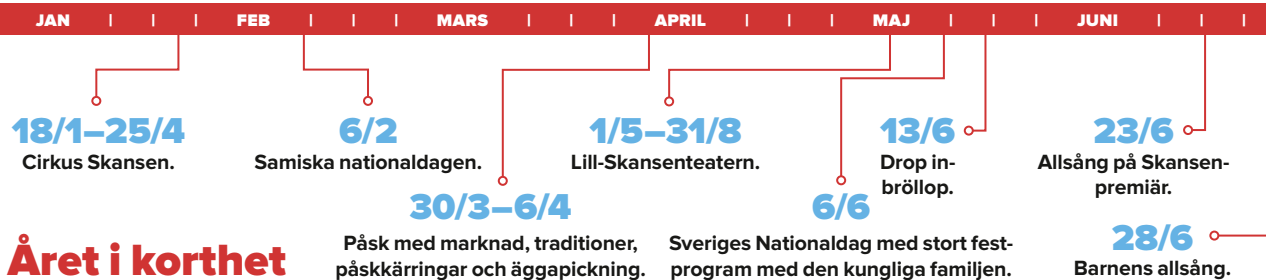 JAN FEB MARS APRIL MAJ JUNI
18/1–25/4
Cirkus Skansen.
6/2
Samiska nationaldagen.
1/5–31/8
Lill-Skansenteatern.
13/6
Drop in-
bröllop.
23/6
Allsång på Skansen-
premiär.
30/3–6/4
Påsk med marknad, traditioner,
påskkärringar och äggapickning.
6/6
Sveriges Nationaldag med stort fest-
program med den kungliga familjen.
28/6
Barnens allsång.
Året i korthet